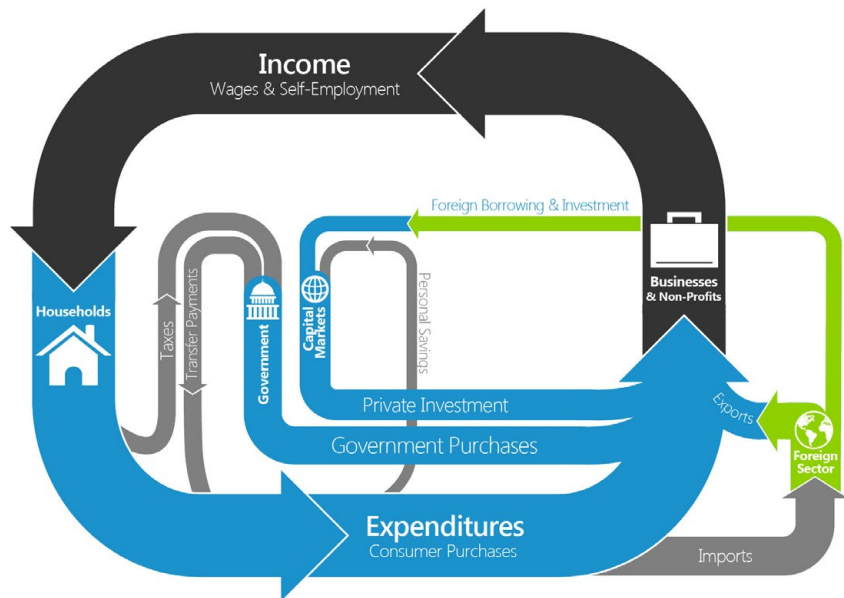 Income
Wages & Self-Employment
Foreign Borrowing & Investment
Businesses
& Non-Profits
Households
Taxes
Transfer Payments
Government
Capital
Markets
Personal Savings
Private Investment
Exports
Government Purchases
Foreign
Sector
Expenditures
Consumer Purchases
Imports